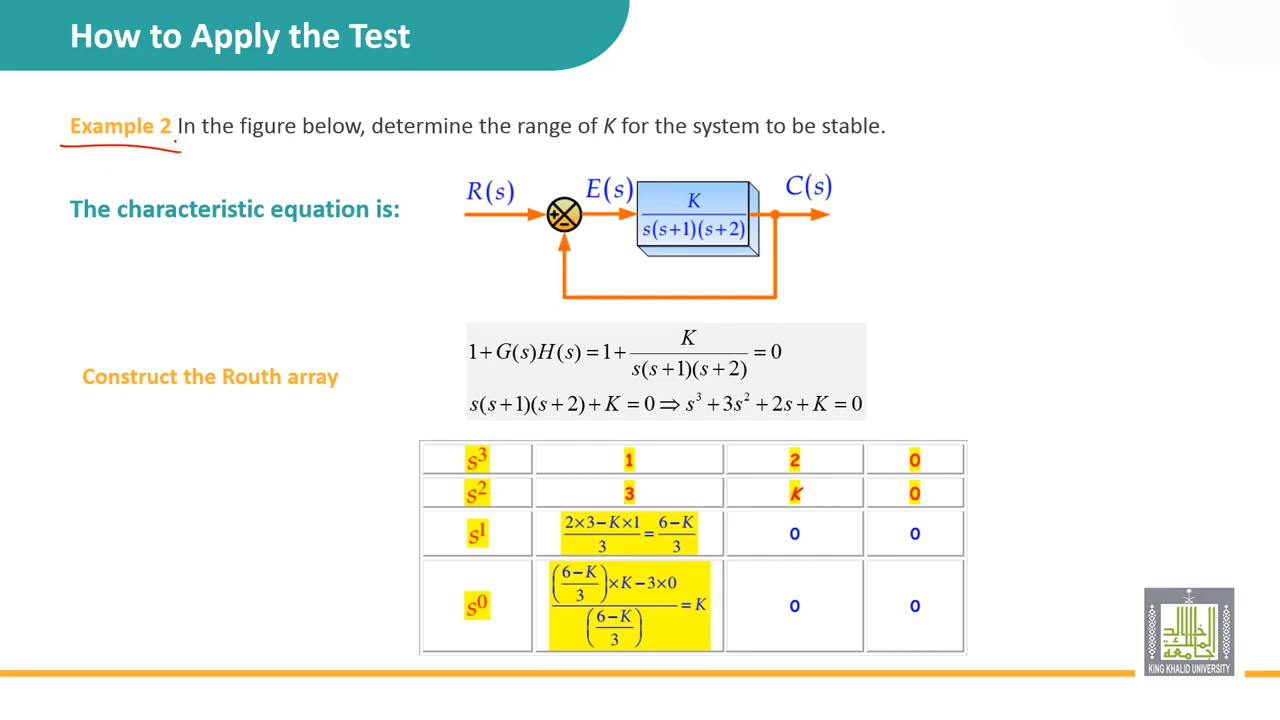 How to Apply the Test
Example 2 In the figure below, determine the range of K for the system to be stable.
The characteristic equation is:
R(s) E(s) K / s(s+1)(s+2) C(s)
+ −
1+G(s)H(s)=1+ K / s(s+1)(s+2) =0
s(s+1)(s+2)+K=0⇒s³+3s²+2s+K=0
Construct the Routh array
s³ 1 2 0
s² 3 K 0
s¹ (2×3−K×1)/3 = (6−K)/3 0 0
s⁰ (((6−K)/3)×K−3×0)/((6−K)/3) = K 0 0
جامعة الملك خالد
KING KHALID UNIVERSITY